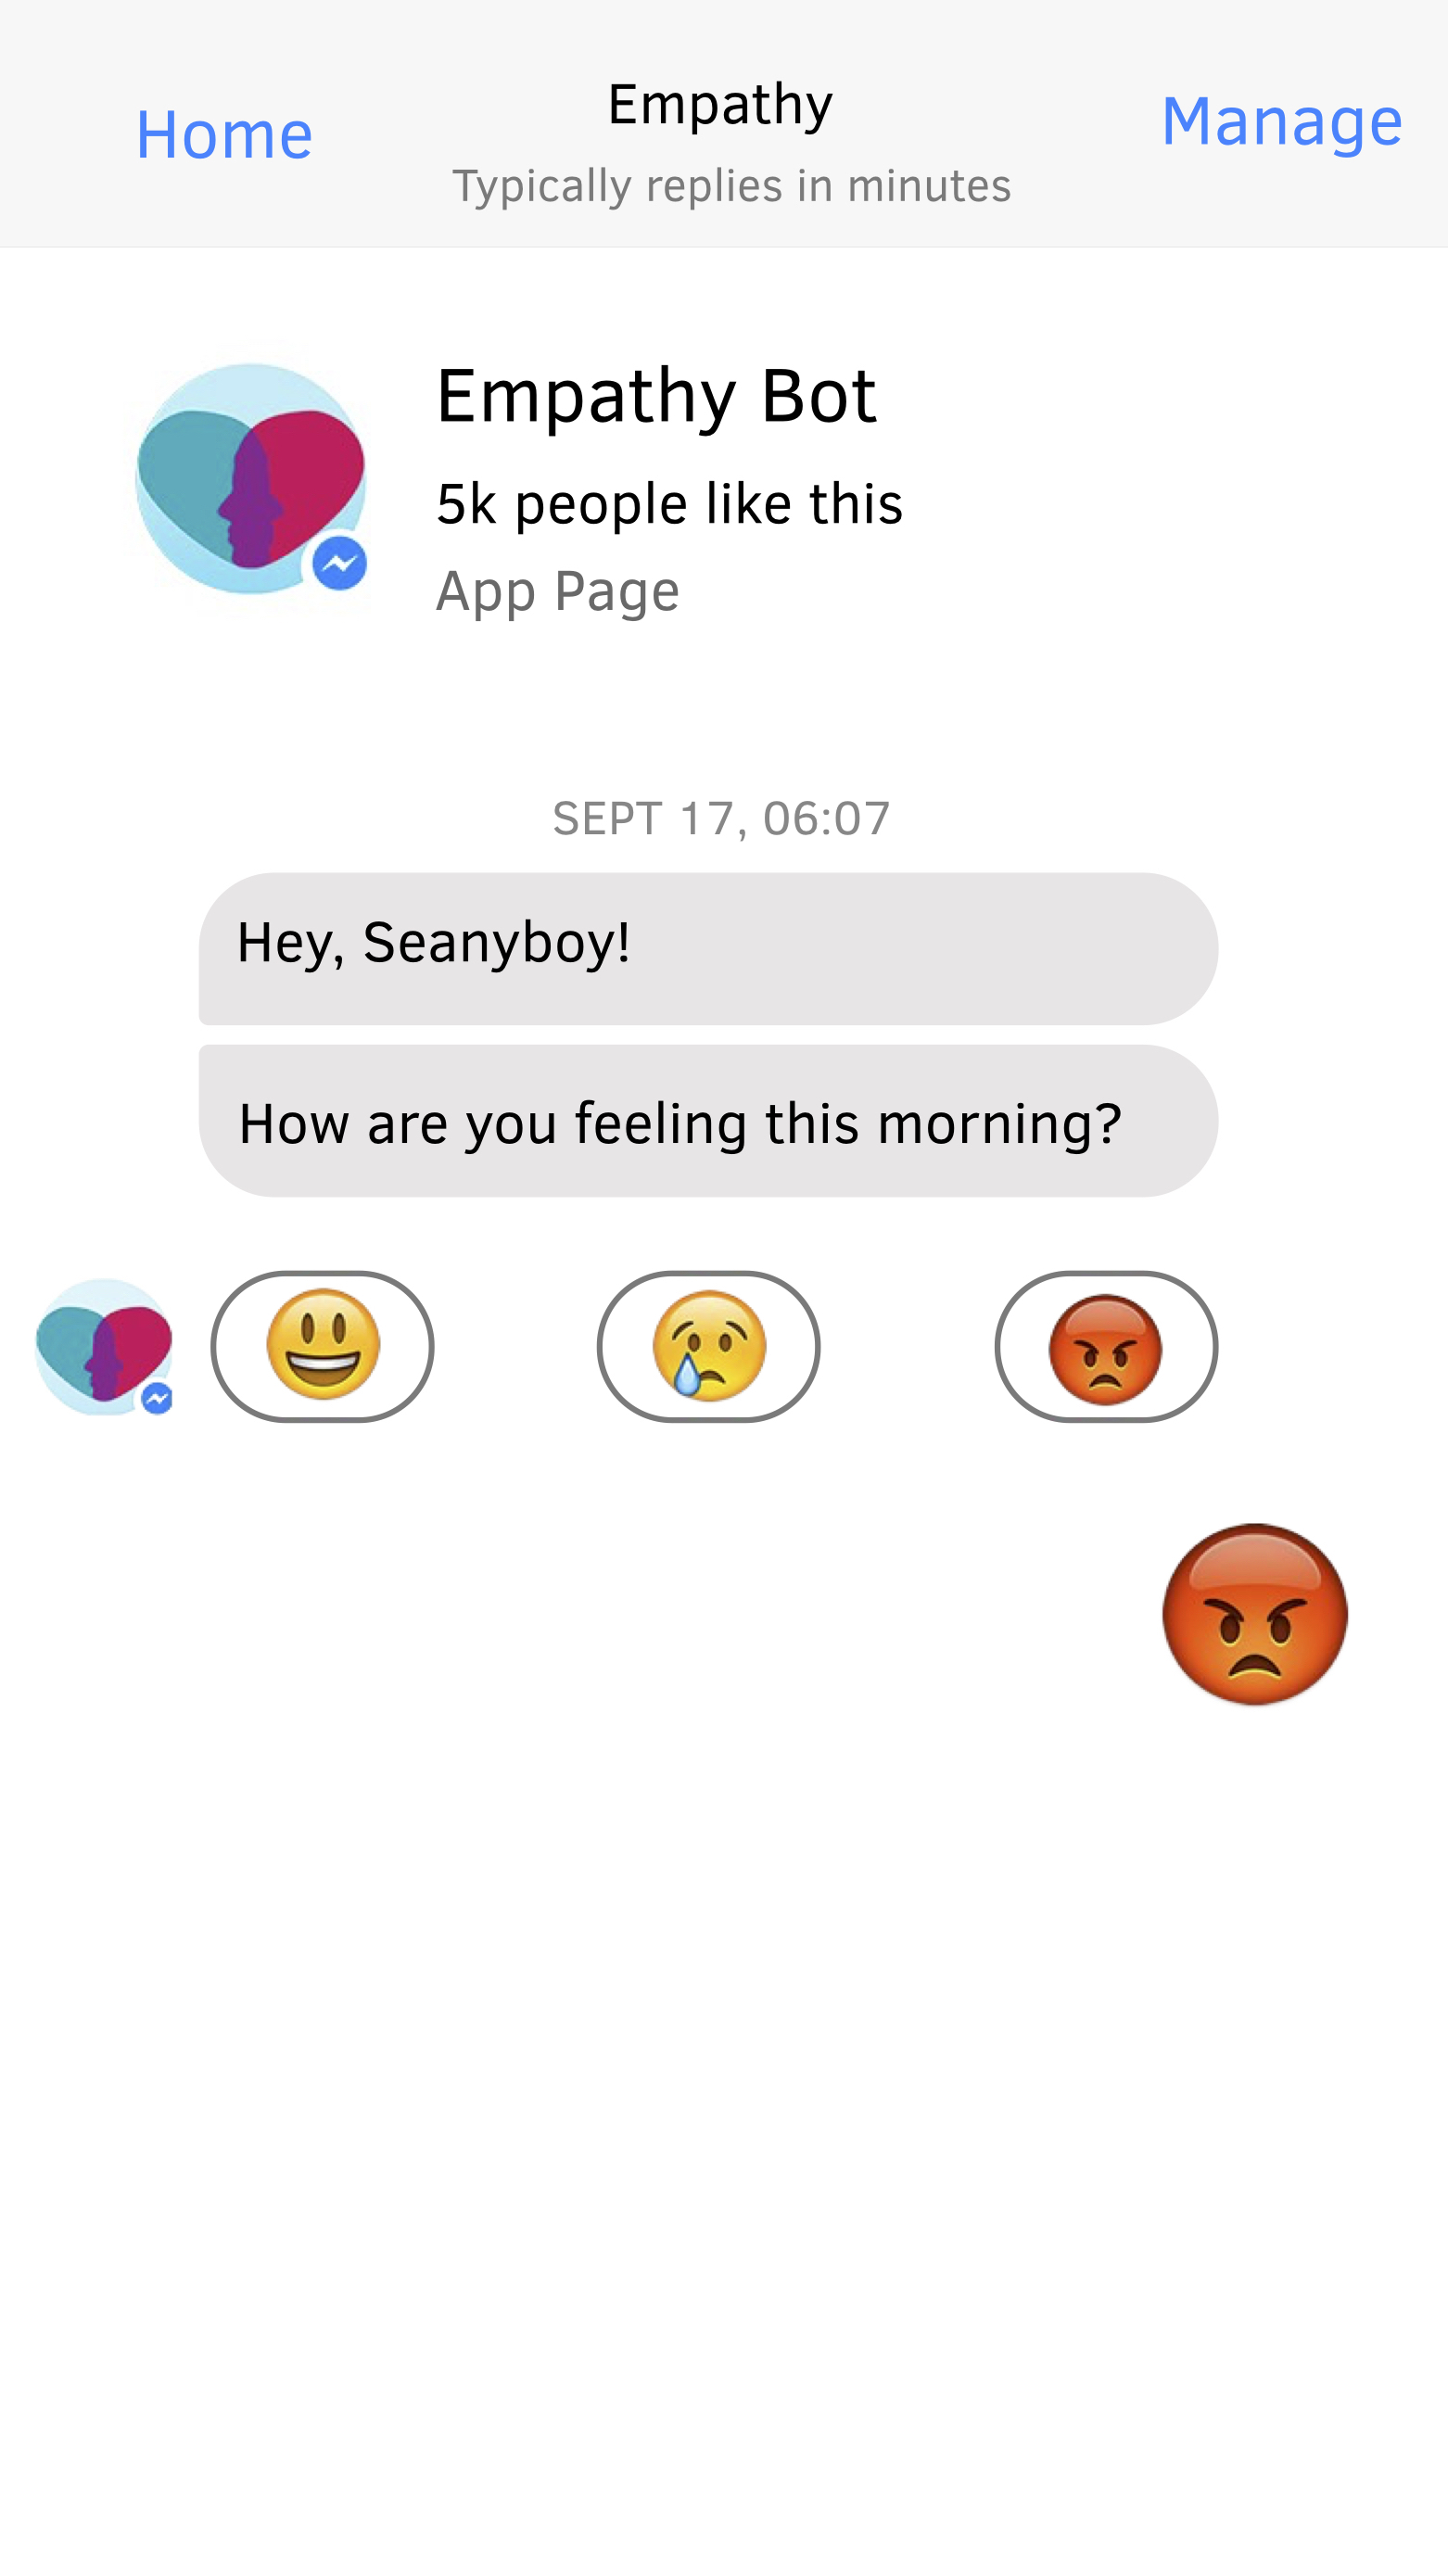 Home
Empathy
Manage
Typically replies in minutes
Empathy Bot
5k people like this
App Page
SEPT 17, 06:07
Hey, Seanyboy!
How are you feeling this morning?